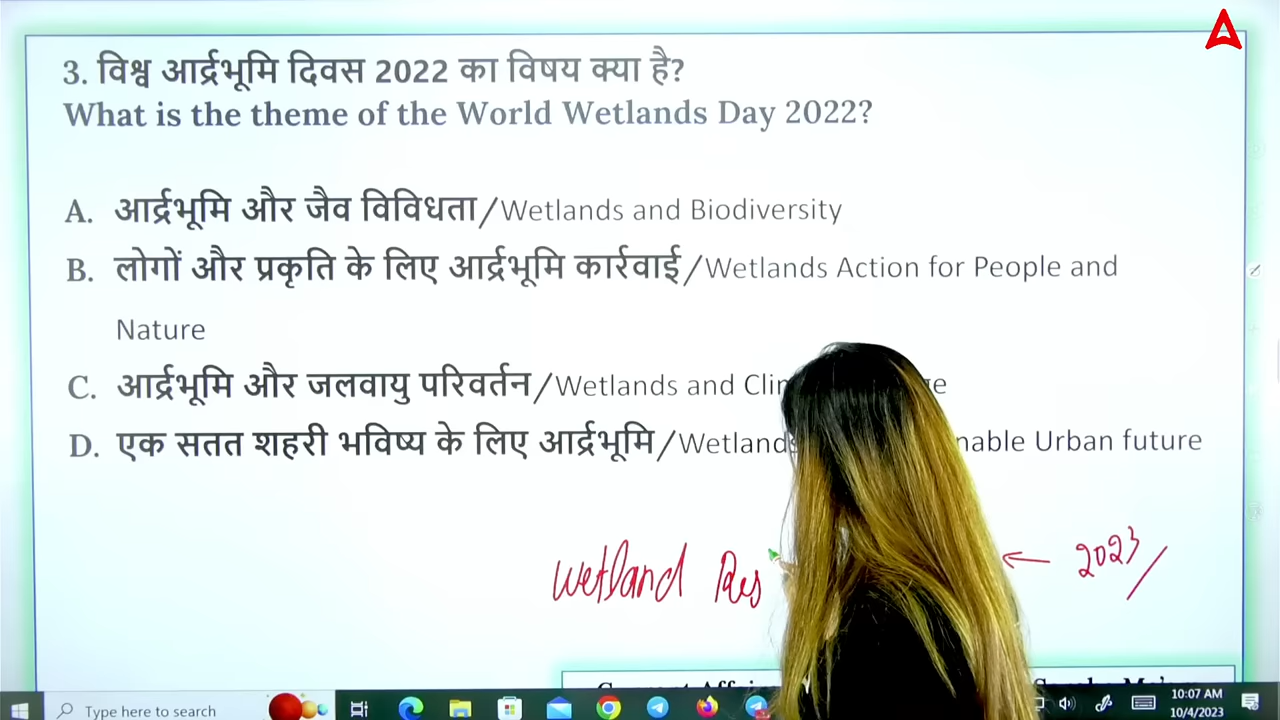 3. विश्व आर्द्रभूमि दिवस 2022 का विषय क्या है?
What is the theme of the World Wetlands Day 2022?
A. आर्द्रभूमि और जैव विविधता/Wetlands and Biodiversity
B. लोगों और प्रकृति के लिए आर्द्रभूमि कार्रवाई/Wetlands Action for People and
Nature
C. आर्द्रभूमि और जलवायु परिवर्तन/Wetlands and
D. एक सतत शहरी भविष्य के लिए आर्द्रभूमि/Wetlands Urban future
wetland Res ← 2023/
Type here to search
10:07 AM
10/4/2023